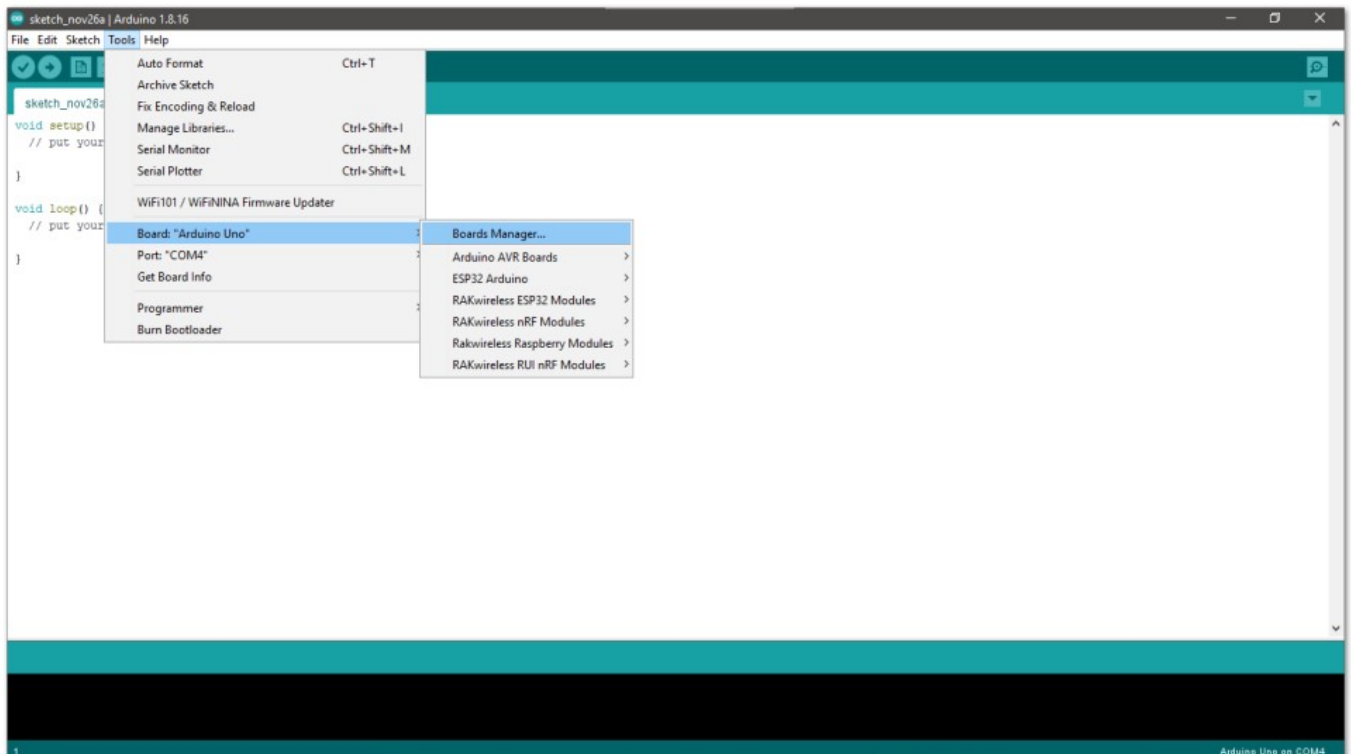 sketch_nov26a | Arduino 1.8.16
File Edit Sketch Tools Help
Auto Format Ctrl+T
Archive Sketch
sketch_nov26a
Fix Encoding & Reload
void setup()
Manage Libraries... Ctrl+Shift+I
// put your
Serial Monitor Ctrl+Shift+M
}
Serial Plotter Ctrl+Shift+L
WiFi101 / WiFiNINA Firmware Updater
void loop() {
// put your
Board: "Arduino Uno"
Boards Manager...
}
Port: "COM4"
Arduino AVR Boards
Get Board Info
ESP32 Arduino
RAKwireless ESP32 Modules
Programmer
RAKwireless nRF Modules
Burn Bootloader
Rakwireless Raspberry Modules
RAKwireless RUI nRF Modules
1
Arduino Uno on COM4